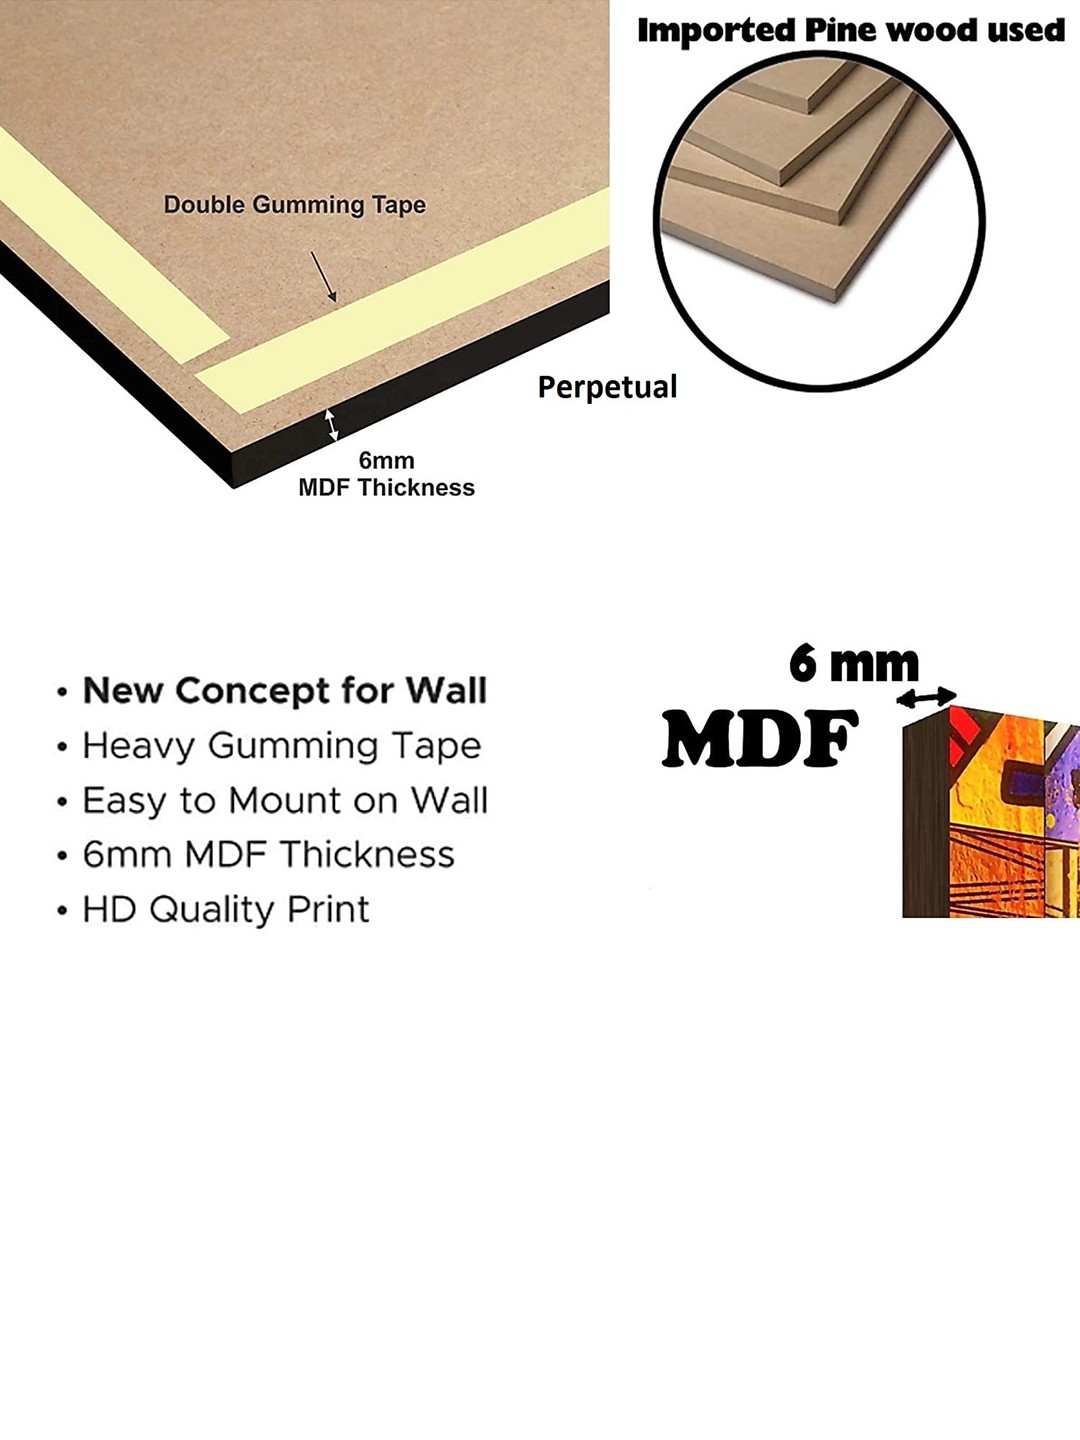 Imported Pine wood used
Double Gumming Tape
Perpetual
6mm
MDF Thickness
• New Concept for Wall
• Heavy Gumming Tape
• Easy to Mount on Wall
• 6mm MDF Thickness
• HD Quality Print
6 mm
MDF